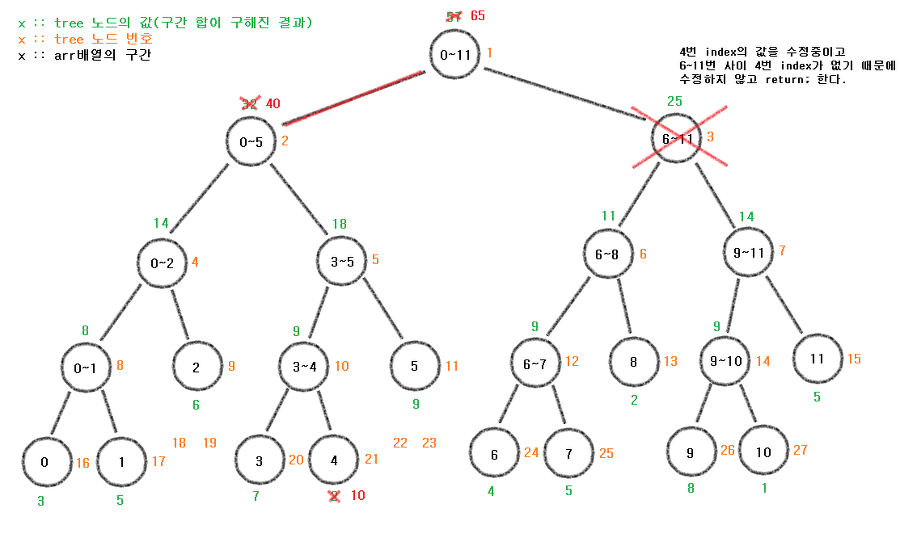 x :: tree 노드의 값(구간 합이 구해진 결과)
x :: tree 노드 번호
x :: arr배열의 구간
57 65
0~11 1
4번 index의 값을 수정중이고
6~11번 사이 4번 index가 없기 때문에
수정하지 않고 return; 한다.
32 40
25
0~5 2
6~11 3
14 18 11 14
0~2 4
3~5 5
6~8 6
9~11 7
8 9 9 9
0~1 8
2 9
3~4 10
5 11
6~7 12
8 13
9~10 14
11 15
6 9 2 5
18 19
22 23
0 16
1 17
3 20
4 21
6 24
7 25
9 26
10 27
3 5 7 2 10 4 5 8 1